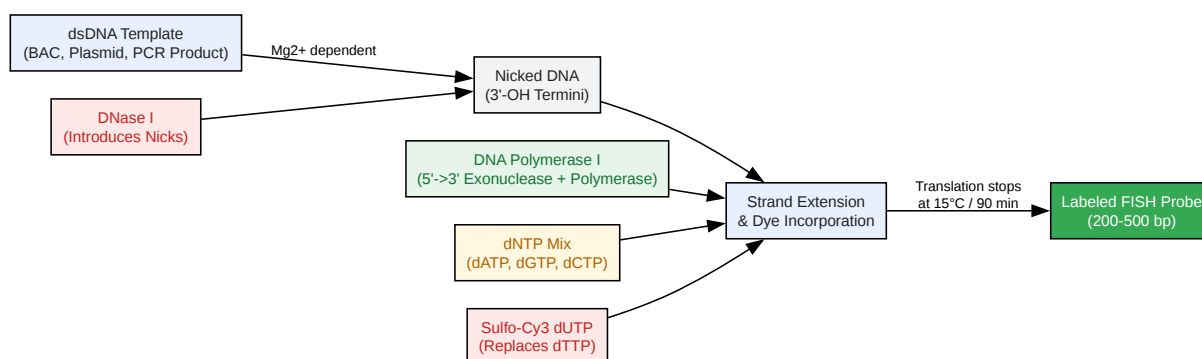 dsDNA Template
(BAC, Plasmid, PCR Product)
Mg2+ dependent
DNase I
(Introduces Nicks)
Nicked DNA
(3'-OH Termini)
DNA Polymerase I
(5'->3' Exonuclease + Polymerase)
dNTP Mix
(dATP, dGTP, dCTP)
Sulfo-Cy3 dUTP
(Replaces dTTP)
Strand Extension
& Dye Incorporation
Translation stops
at 15°C / 90 min
Labeled FISH Probe
(200-500 bp)